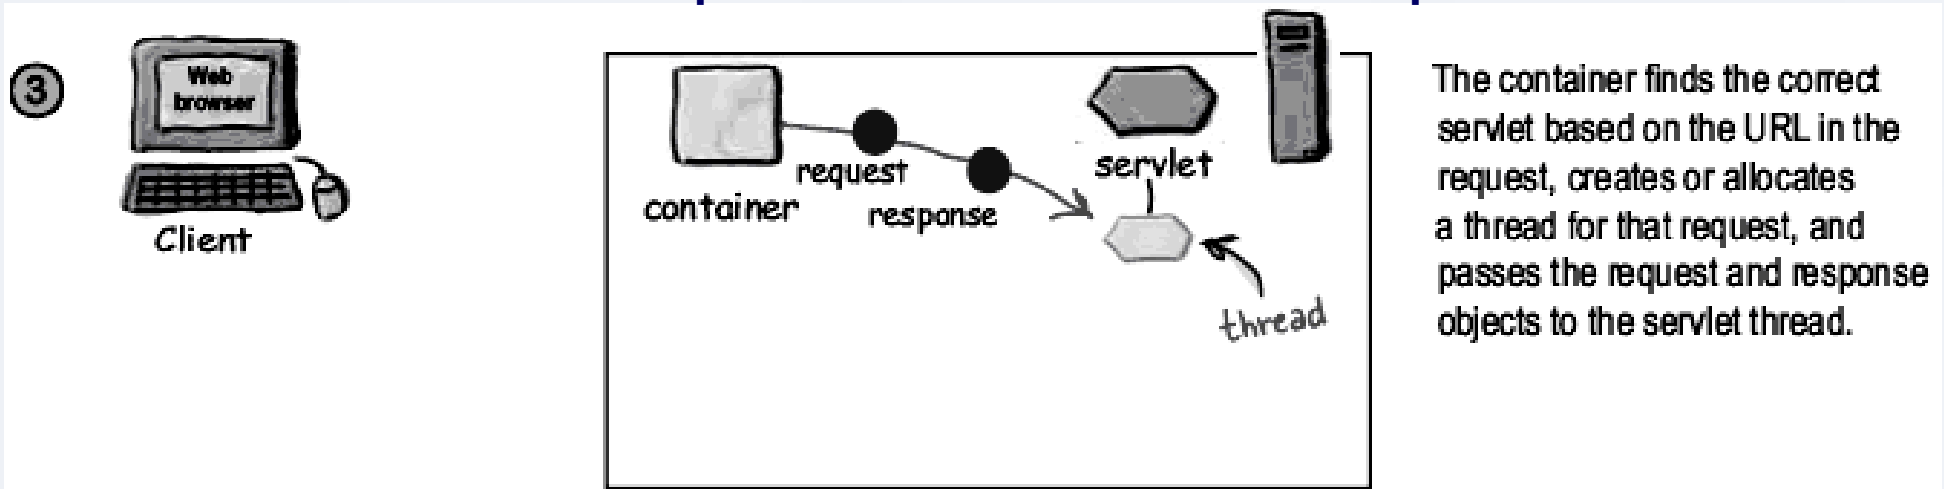 3
Web
browser
Client
container
request
response
servlet
thread
The container finds the correct
servlet based on the URL in the
request, creates or allocates
a thread for that request, and
passes the request and response
objects to the servlet thread.